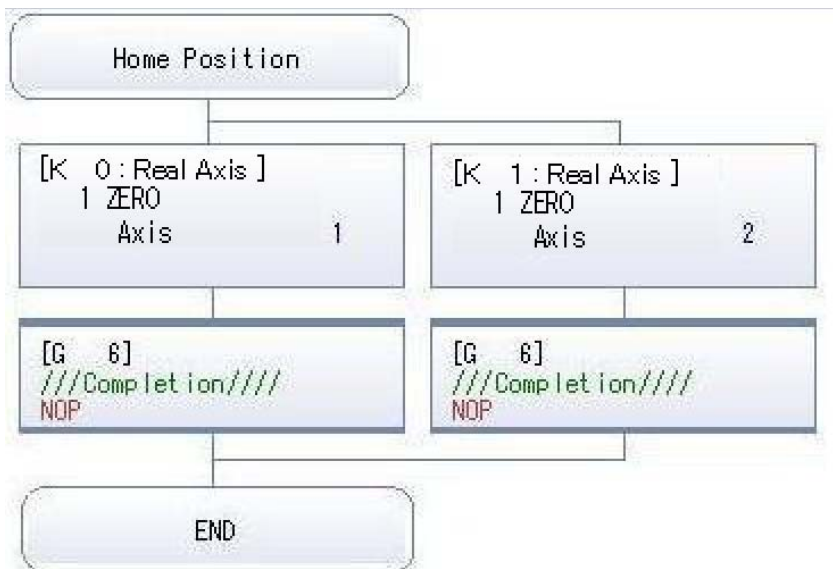 Home Position
[K 0 : Real Axis ]
1 ZERO
Axis 1
[K 1 : Real Axis ]
1 ZERO
Axis 2
[G 6]
///Completion////
NOP
[G 6]
///Completion////
NOP
END